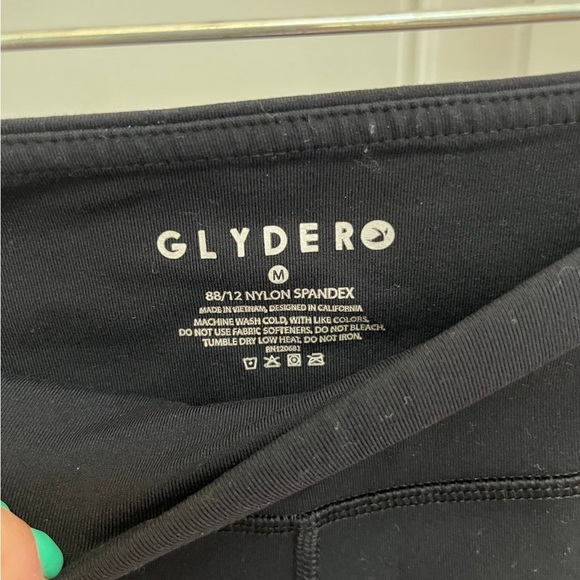 GLYDER
M
88/12 NYLON SPANDEX
MADE IN VIETNAM, DESIGNED IN CALIFORNIA
MACHINE WASH COLD, WITH LIKE COLORS,
DO NOT USE FABRIC SOFTENERS, DO NOT BLEACH,
TUMBLE DRY LOW HEAT, DO NOT IRON.
RN120681